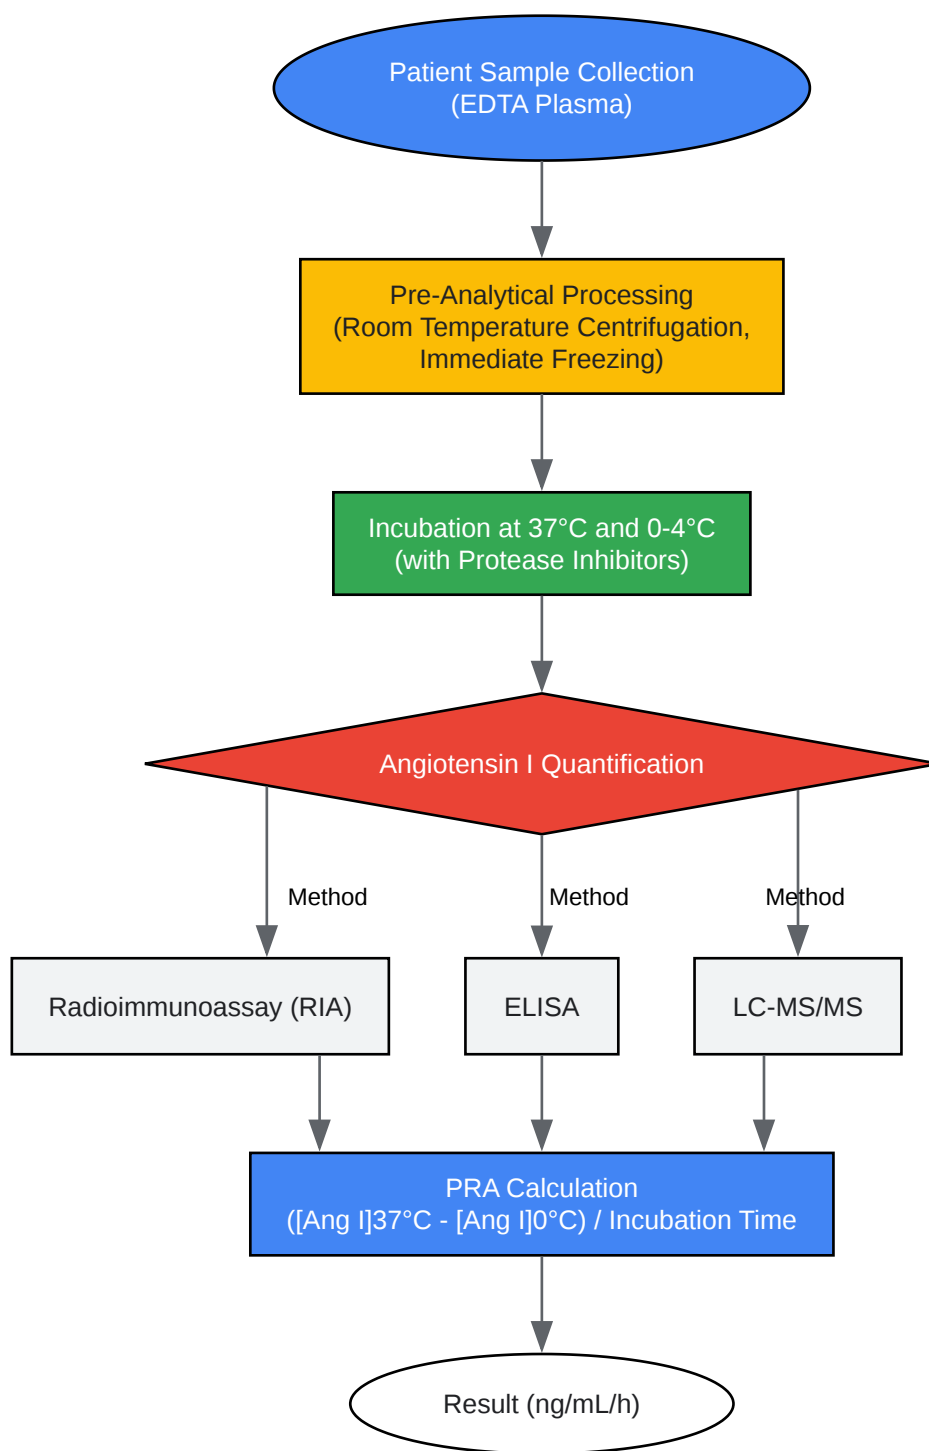 Patient Sample Collection
(EDTA Plasma)
Pre-Analytical Processing
(Room Temperature Centrifugation,
Immediate Freezing)
Incubation at 37°C and 0-4°C
(with Protease Inhibitors)
Angiotensin I Quantification
Method
Method
Method
Radioimmunoassay (RIA)
ELISA
LC-MS/MS
PRA Calculation
([Ang I]37°C - [Ang I]0°C) / Incubation Time
Result (ng/mL/h)